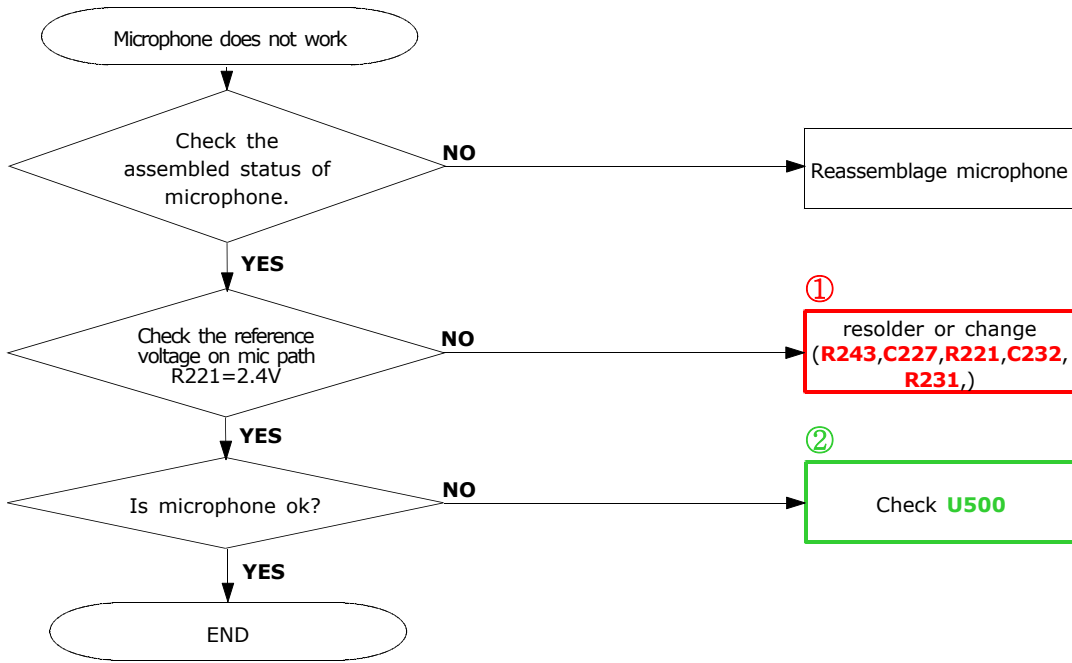 Microphone does not work
Check the
assembled status of
microphone.
NO
Reassemblage microphone
YES
①
Check the reference
voltage on mic path
R221=2.4V
NO
resolder or change
(R243,C227,R221,C232,
R231,)
YES
②
Is microphone ok?
NO
Check U500
YES
END